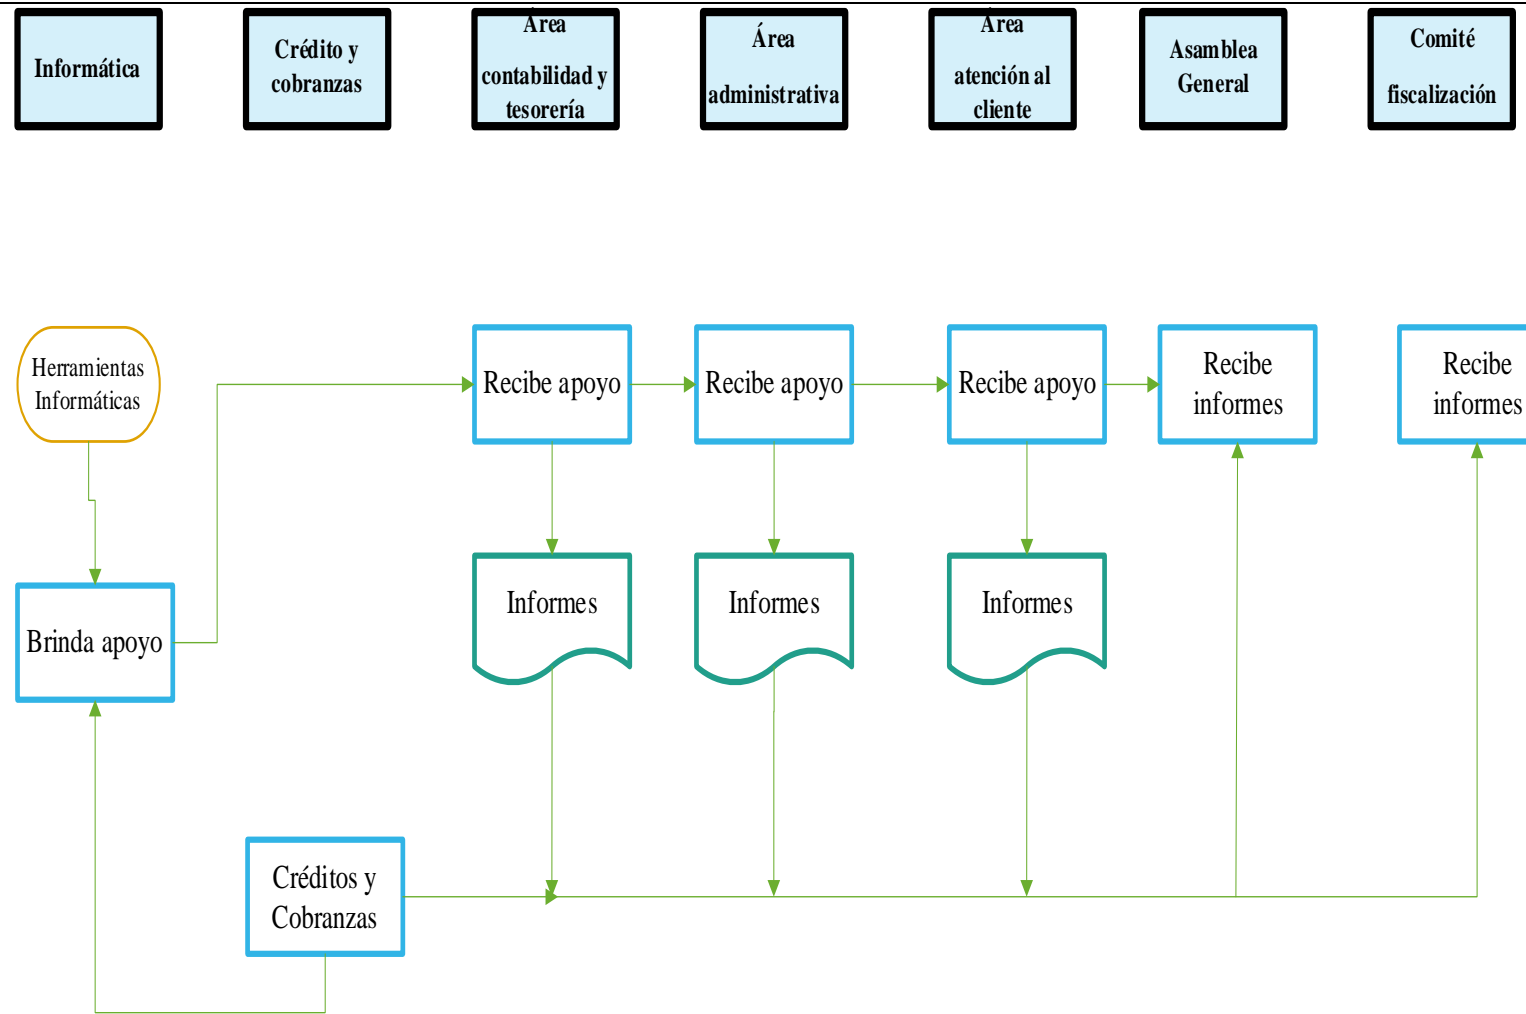 Informática
Crédito y
cobranzas
Área
contabilidad y
tesorería
Área
administrativa
Área
atención al
cliente
Asamblea
General
Comité
fiscalización
Herramientas
Informáticas
Recibe apoyo
Recibe apoyo
Recibe apoyo
Recibe
informes
Recibe
informes
Brinda apoyo
Informes
Informes
Informes
Créditos y
Cobranzas